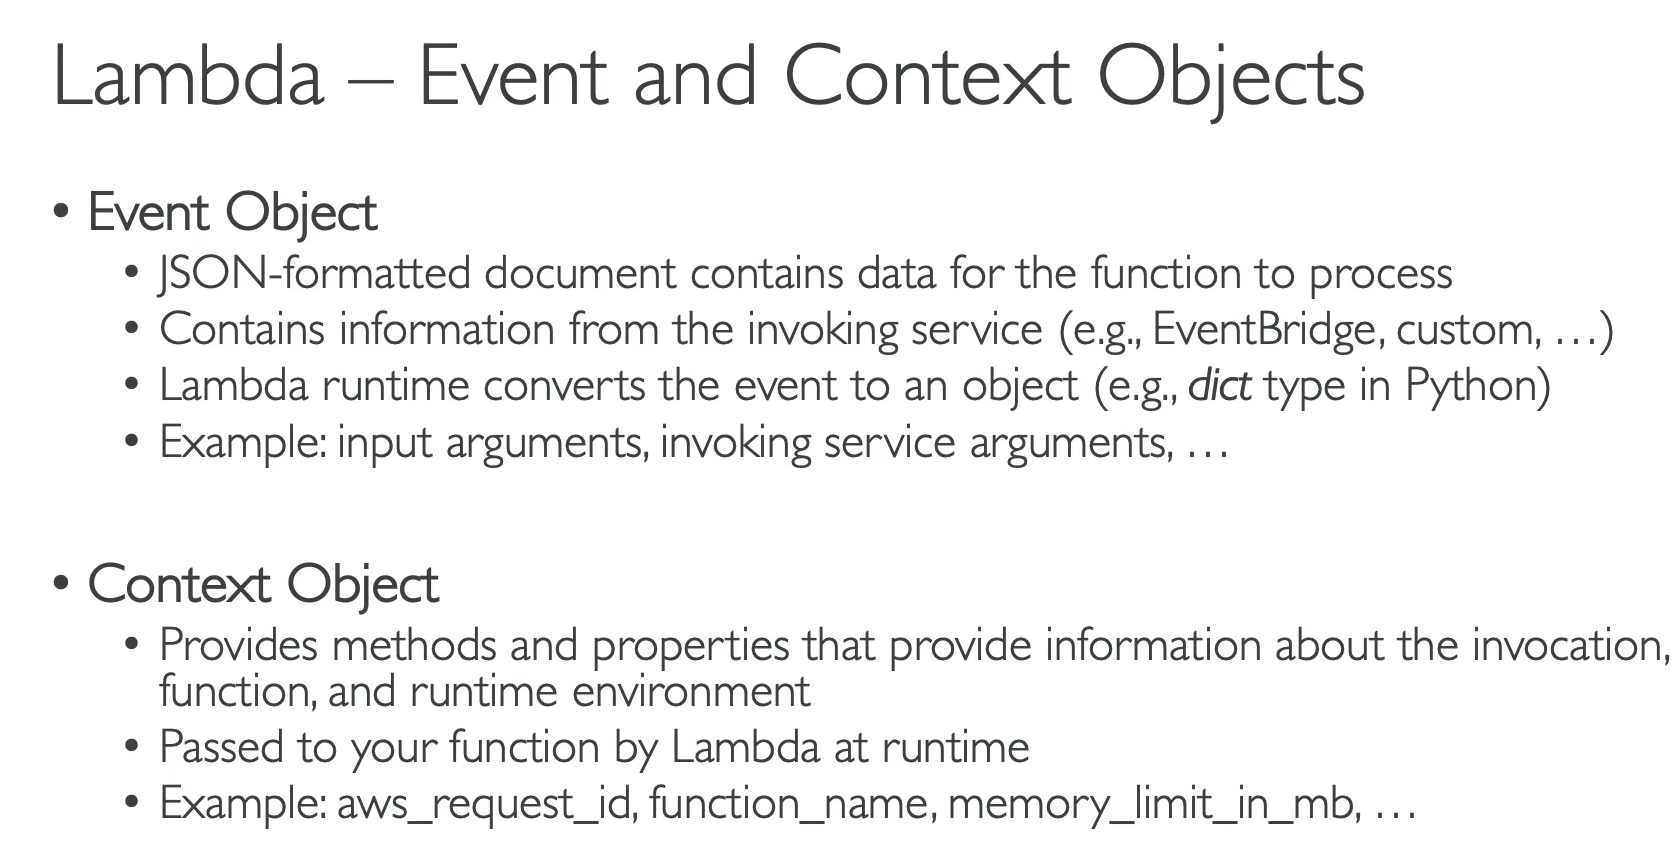 Lambda – Event and Context Objects
• Event Object
• JSON-formatted document contains data for the function to process
• Contains information from the invoking service (e.g., EventBridge, custom, …)
• Lambda runtime converts the event to an object (e.g., dict type in Python)
• Example: input arguments, invoking service arguments, …
• Context Object
• Provides methods and properties that provide information about the invocation,
function, and runtime environment
• Passed to your function by Lambda at runtime
• Example: aws_request_id, function_name, memory_limit_in_mb, …